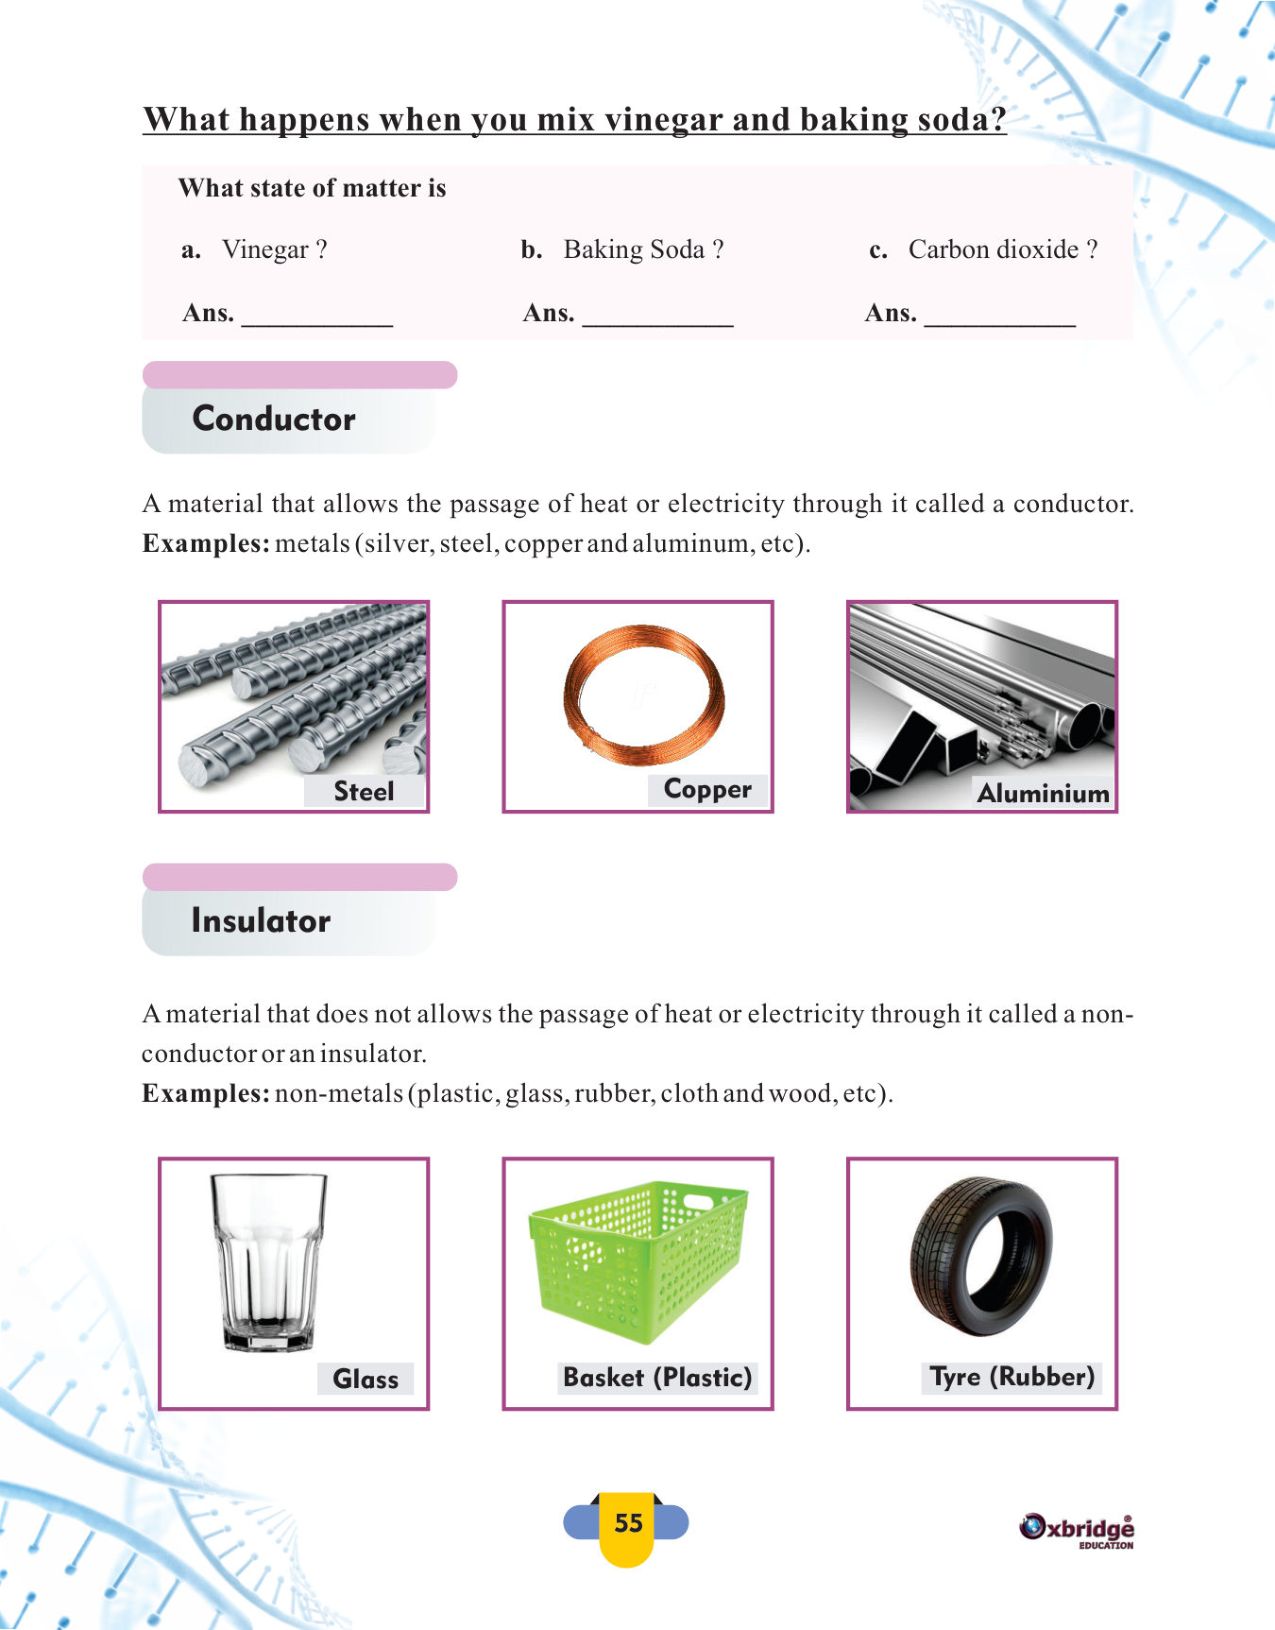 What happens when you mix vinegar and baking soda?
What state of matter is
a. Vinegar ? b. Baking Soda ? c. Carbon dioxide ?
Ans. ___________ Ans. ___________ Ans. ___________
Conductor
A material that allows the passage of heat or electricity through it called a conductor.
Examples: metals (silver, steel, copper and aluminum, etc).
Steel Copper Aluminium
Insulator
A material that does not allows the passage of heat or electricity through it called a non-
conductor or an insulator.
Examples: non-metals (plastic, glass, rubber, cloth and wood, etc).
Glass Basket (Plastic) Tyre (Rubber)
55
Oxbridge®
EDUCATION